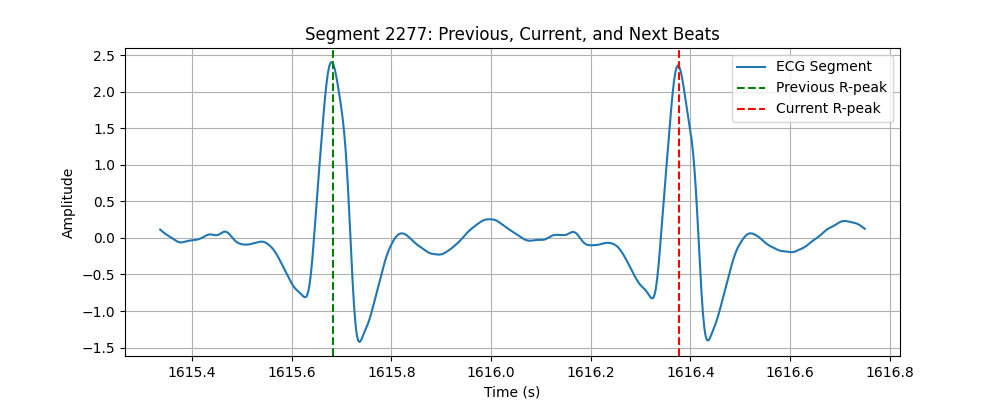 Segment 2277: Previous, Current, and Next Beats
2.5
2.0
1.5
1.0
0.5
0.0
−0.5
−1.0
−1.5
Amplitude
ECG Segment
Previous R-peak
Current R-peak
1615.4 1615.6 1615.8 1616.0 1616.2 1616.4 1616.6 1616.8
Time (s)